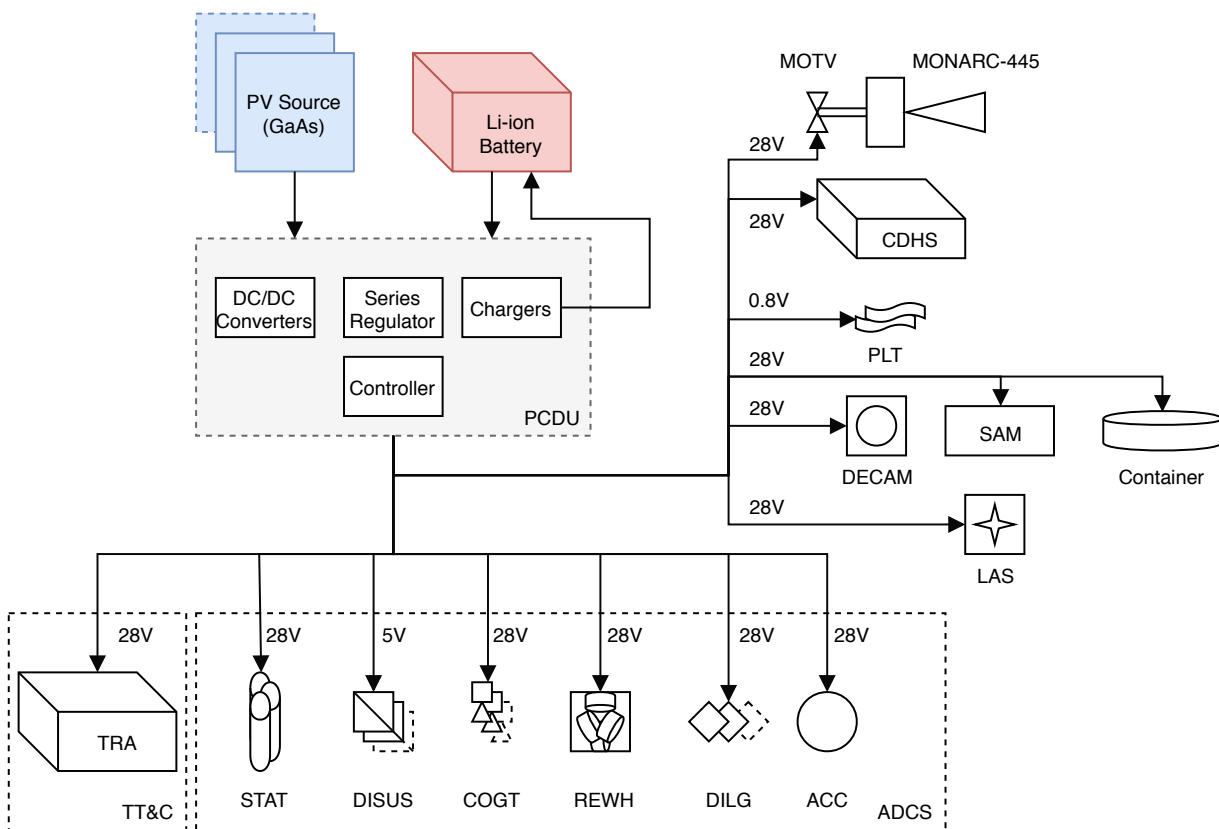 PV Source
(GaAs)
Li-ion
Battery
MOTV
MONARC-445
28V
28V
CDHS
DC/DC
Converters
Series
Regulator
Chargers
Controller
PCDU
0.8V
PLT
28V
28V
DECAM
SAM
Container
28V
LAS
28V
28V
5V
28V
28V
28V
28V
TRA
TT&C
STAT
DISUS
COGT
REWH
DILG
ACC
ADCS